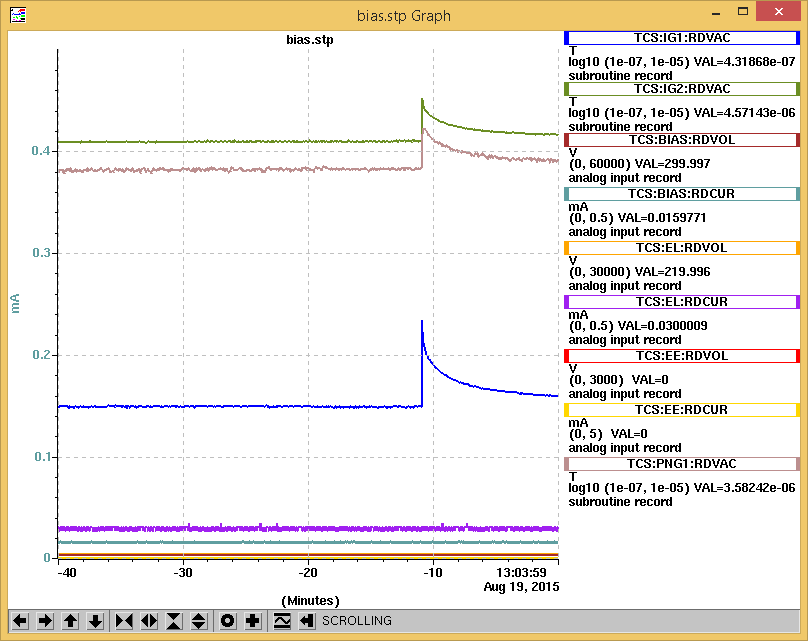 bias.stp Graph
bias.stp
mA
0.4
0.3
0.2
0.1
0
-40
-30
-20
-10
13:03:59
Aug 19, 2015
(Minutes)
TCS:IG1:RDVAC
T
log10 (1e-07, 1e-05) VAL=4.31868e-07
subroutine record
TCS:IG2:RDVAC
T
log10 (1e-07, 1e-05) VAL=4.57143e-06
subroutine record
TCS:BIAS:RDVOL
V
(0, 60000) VAL=299.997
analog input record
TCS:BIAS:RDCUR
mA
(0, 0.5) VAL=0.0159771
analog input record
TCS:EL:RDVOL
V
(0, 30000) VAL=219.996
analog input record
TCS:EL:RDCUR
mA
(0, 0.5) VAL=0.0300009
analog input record
TCS:EE:RDVOL
V
(0, 3000) VAL=0
analog input record
TCS:EE:RDCUR
mA
(0, 5) VAL=0
analog input record
TCS:PNG1:RDVAC
T
log10 (1e-07, 1e-05) VAL=3.58242e-06
subroutine record
SCROLLING